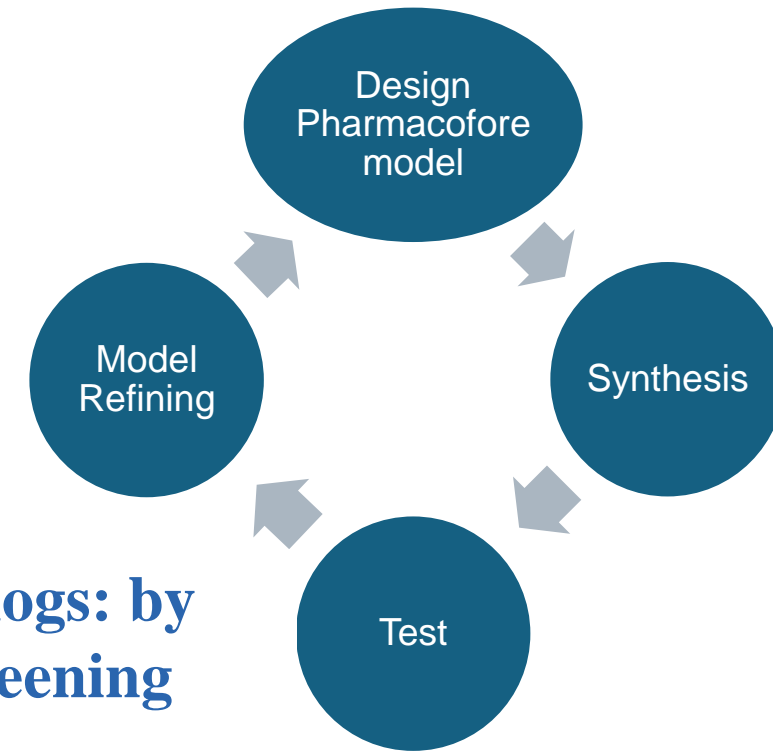 Design
Pharmacofore
model
Synthesis
Model
Refining
Test
ogs: by
eening